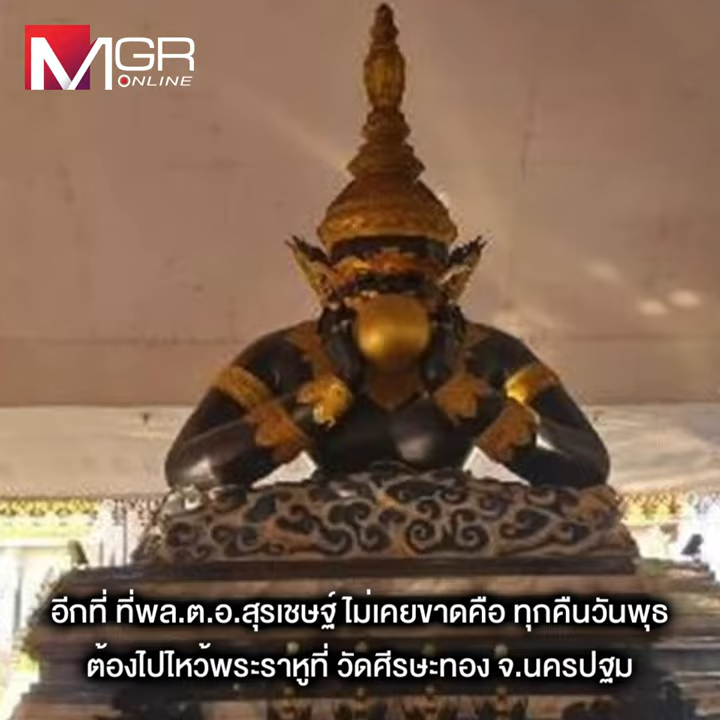 MGR
ONLINE
อีกที่ ที่พล.ต.อ.สุรเชษฐ์ ไม่เคยขาดคือ ทุกคืนวันพุธ
ต้องไปไหว้พระราหูที่ วัดศีรษะทอง จ.นครปฐม